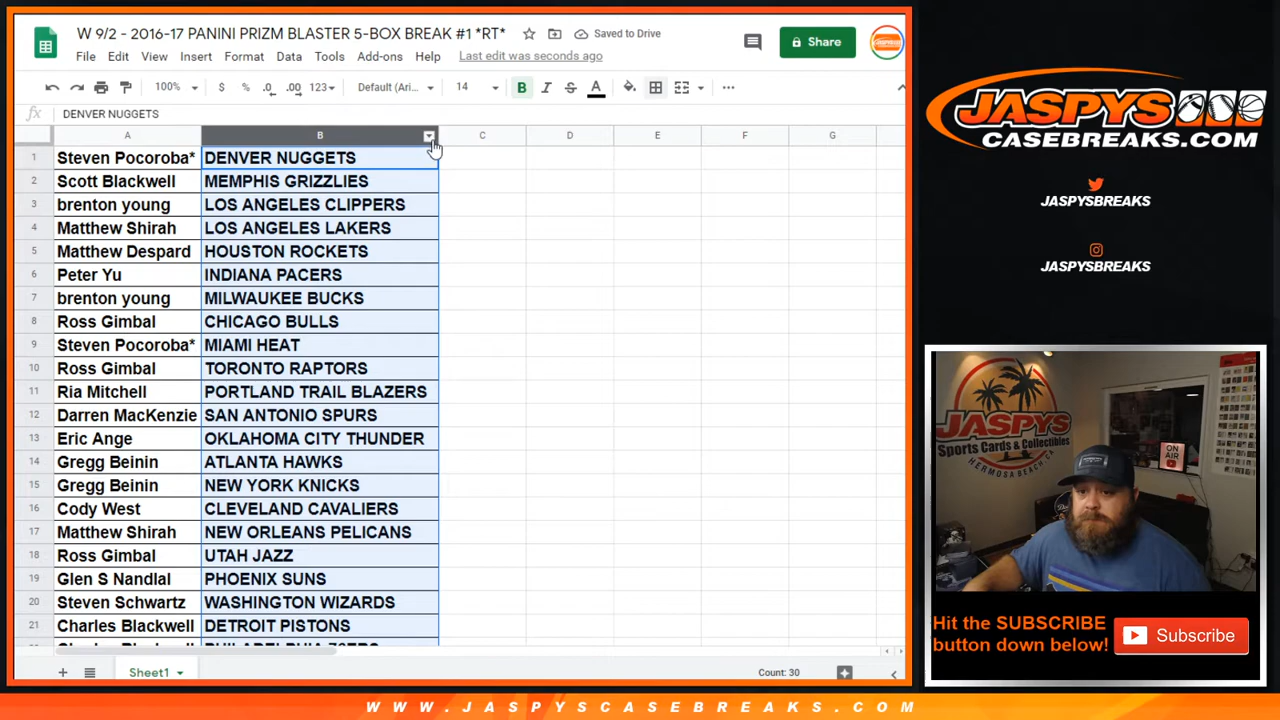 W 9/2 - 2016-17 PANINI PRIZM BLASTER 5-BOX BREAK #1 *RT*
Saved to Drive
Share
File Edit View Insert Format Data Tools Add-ons Help
Last edit was seconds ago
100% $ % .0 .00 123 Default (Ari... 14 B I S A
fx DENVER NUGGETS
A B C D E F G
1 Steven Pocoroba* DENVER NUGGETS
2 Scott Blackwell MEMPHIS GRIZZLIES
3 brenton young LOS ANGELES CLIPPERS
4 Matthew Shirah LOS ANGELES LAKERS
5 Matthew Despard HOUSTON ROCKETS
6 Peter Yu INDIANA PACERS
7 brenton young MILWAUKEE BUCKS
8 Ross Gimbal CHICAGO BULLS
9 Steven Pocoroba* MIAMI HEAT
10 Ross Gimbal TORONTO RAPTORS
11 Ria Mitchell PORTLAND TRAIL BLAZERS
12 Darren MacKenzie SAN ANTONIO SPURS
13 Eric Ange OKLAHOMA CITY THUNDER
14 Gregg Beinin ATLANTA HAWKS
15 Gregg Beinin NEW YORK KNICKS
16 Cody West CLEVELAND CAVALIERS
17 Matthew Shirah NEW ORLEANS PELICANS
18 Ross Gimbal UTAH JAZZ
19 Glen S Nandlal PHOENIX SUNS
20 Steven Schwartz WASHINGTON WIZARDS
21 Charles Blackwell DETROIT PISTONS
Sheet1
Count: 30
JASPYS
CASEBREAKS.COM
JASPYSBREAKS
JASPYSBREAKS
JASPYS
Sports Cards & Collectibles
HERMOSA BEACH, CA
ON
AIR
Hit the SUBSCRIBE
button down below!
Subscribe
WWW.JASPYSCASEBREAKS.COM